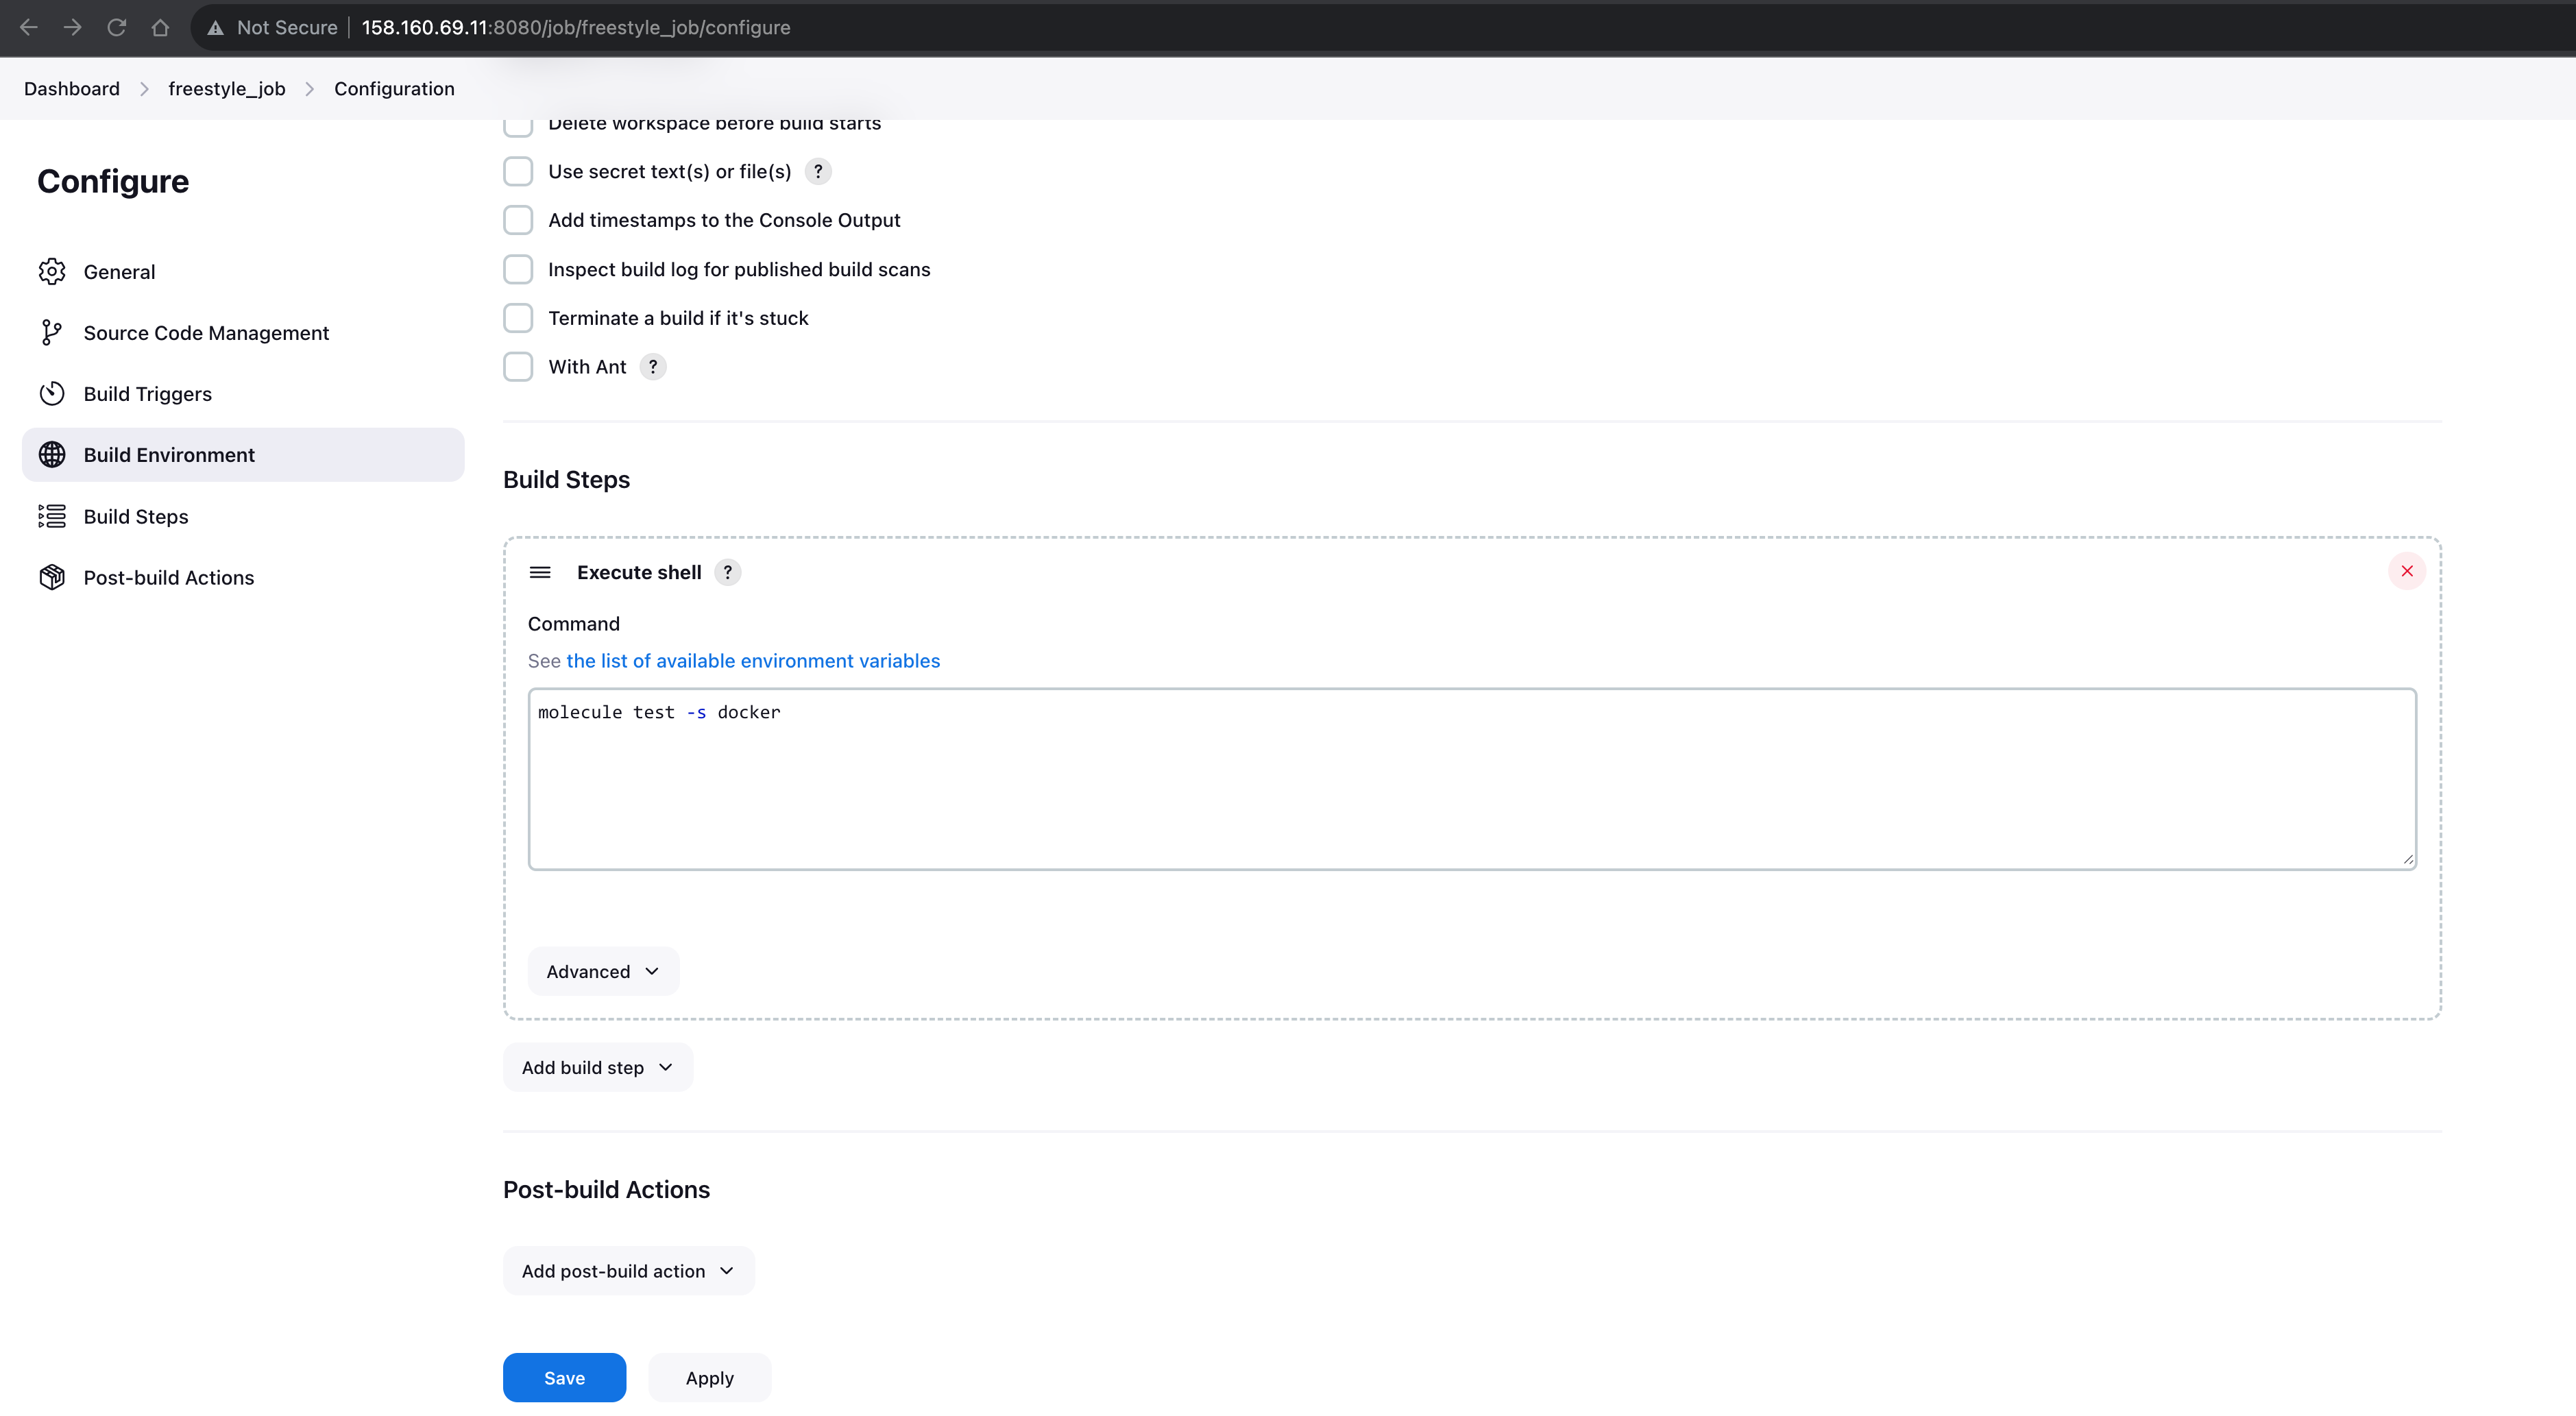 Not Secure | 158.160.69.11:8080/job/freestyle_job/configure
Dashboard > freestyle_job > Configuration
Delete workspace before build starts
Configure
Use secret text(s) or file(s) ?
Add timestamps to the Console Output
General
Inspect build log for published build scans
Source Code Management
Terminate a build if it's stuck
With Ant ?
Build Triggers
Build Environment
Build Steps
Build Steps
Post-build Actions
Execute shell ?
Command
See the list of available environment variables
molecule test -s docker
Advanced
Add build step
Post-build Actions
Add post-build action
Save
Apply